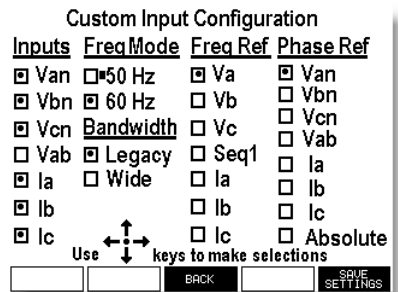 Custom Input Configuration
Inputs Freq Mode Freq Ref Phase Ref
Van 50 Hz Va Van
Vbn 60 Hz Vb Vbn
Vcn Bandwidth Vc Vcn
Vab Legacy Seq1 Vab
Ia Wide Ia Ia
Ib Ib Ib
Ic Ic Ic
Absolute
Use keys to make selections
BACK SAVE SETTINGS